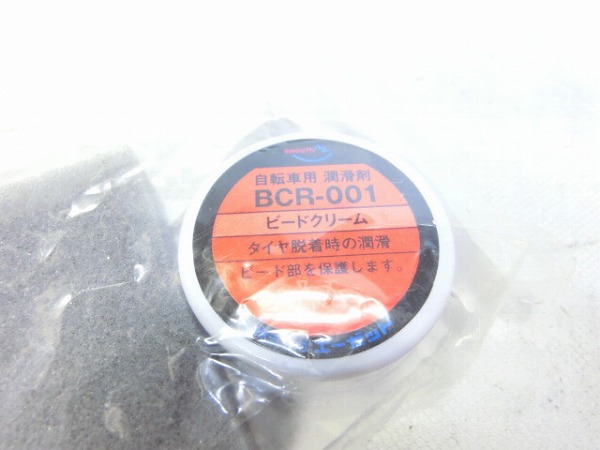 自転車用 潤滑剤
BCR-001
ビードクリーム
タイヤ脱着時の潤滑
ビード部を保護します。